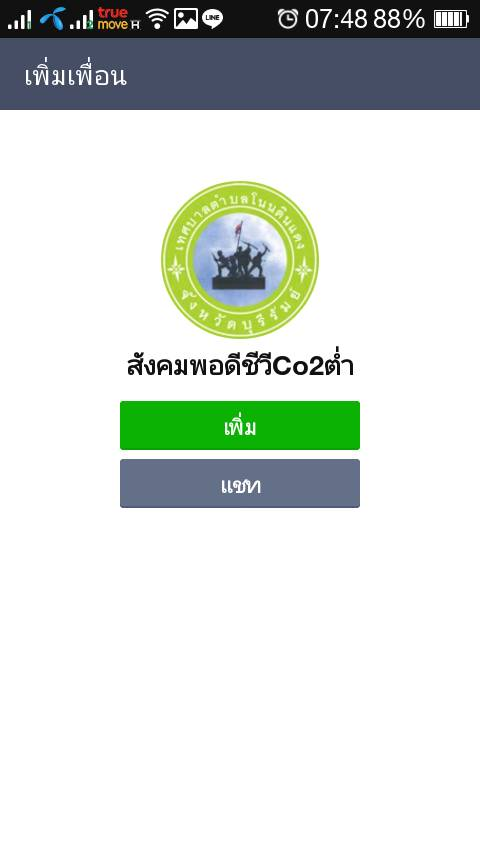 true
move H
LINE
07:48 88%
เพิ่มเพื่อน
เทศบาลตำบลโนนดินแดง
จังหวัดบุรีรัมย์
สังคมพอดีชีวีCo2ต่ำ
เพิ่ม
แชท